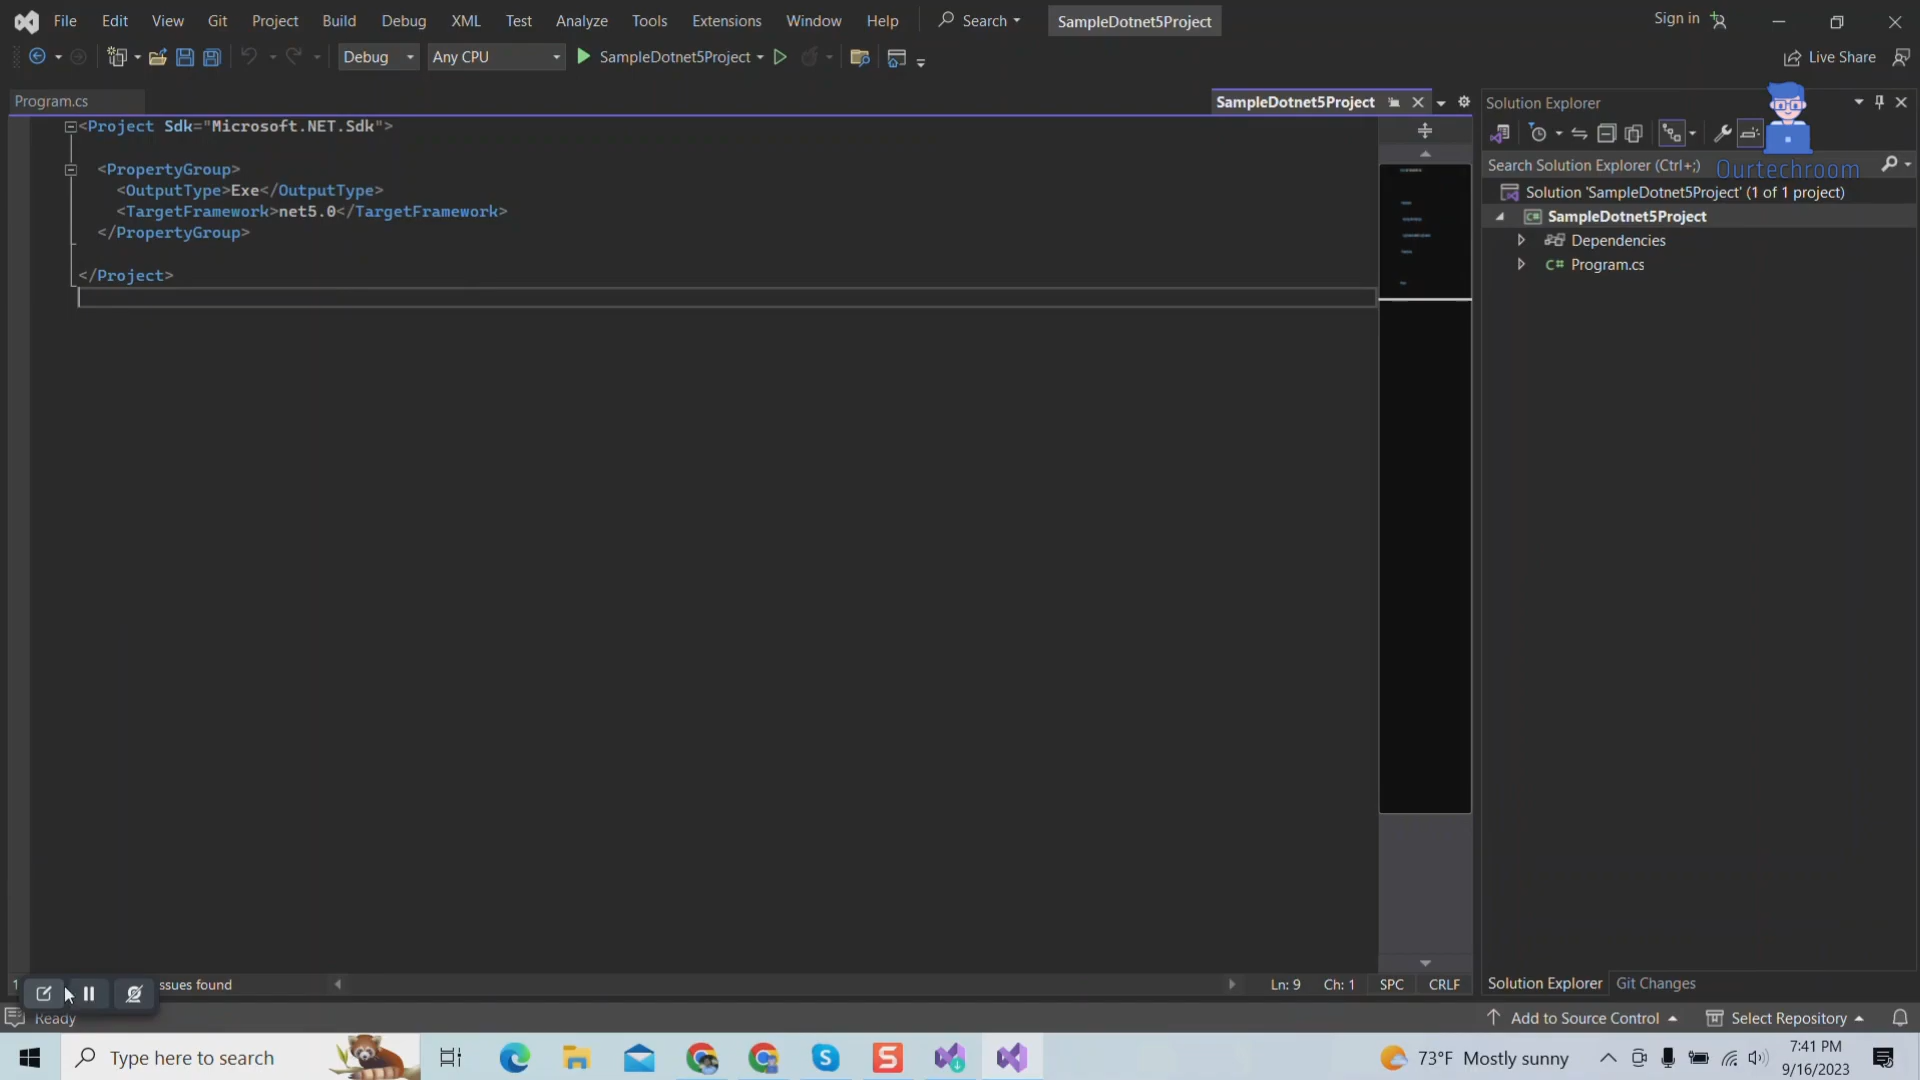 File Edit View Git Project Build Debug XML Test Analyze Tools Extensions Window Help Search SampleDotnet5Project Sign in
Debug Any CPU SampleDotnet5Project Live Share
Program.cs SampleDotnet5Project
<Project Sdk="Microsoft.NET.Sdk">
<PropertyGroup>
<OutputType>Exe</OutputType>
<TargetFramework>net5.0</TargetFramework>
</PropertyGroup>
</Project>
Solution Explorer
Search Solution Explorer (Ctrl+;)
Ourtechroom
Solution 'SampleDotnet5Project' (1 of 1 project)
SampleDotnet5Project
Dependencies
C# Program.cs
ssues found Ln: 9 Ch: 1 SPC CRLF
Solution Explorer Git Changes
Ready Add to Source Control Select Repository
Type here to search 73°F Mostly sunny 7:41 PM
9/16/2023